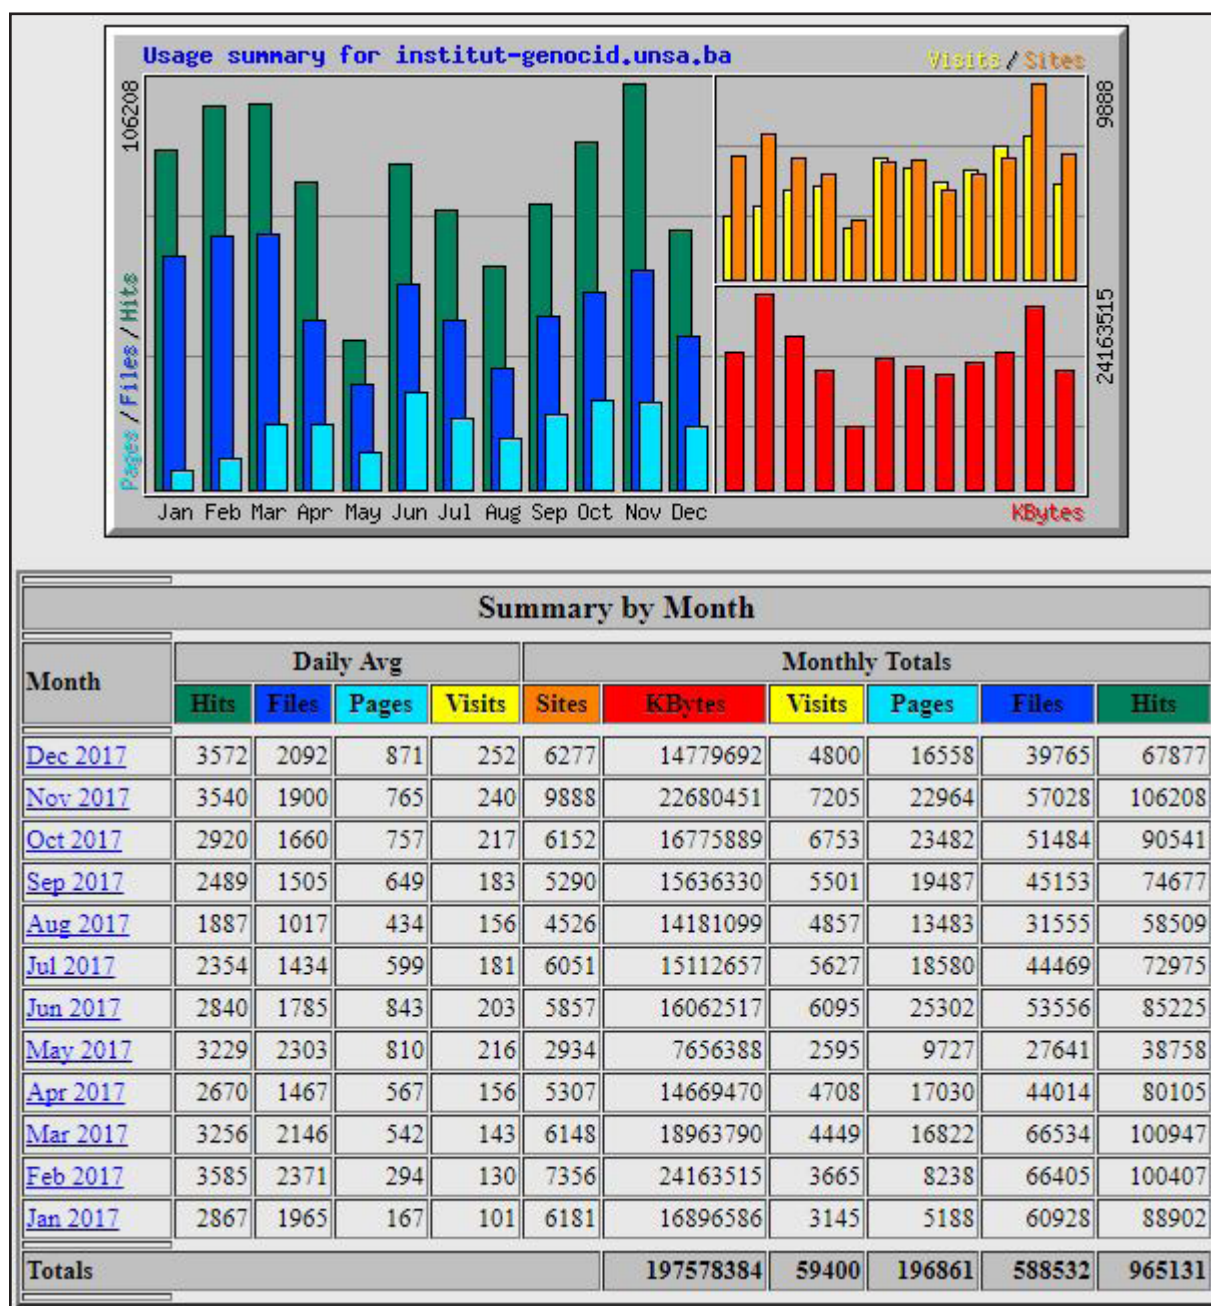 Usage summary for institut-genocid.unsa.ba
Visits / Sites
106208
9888
Pages / Files / Hits
24163515
Jan Feb Mar Apr May Jun Jul Aug Sep Oct Nov Dec
KBytes
Summary by Month
Month Daily Avg Monthly Totals
Hits Files Pages Visits Sites KBytes Visits Pages Files Hits
Dec 2017 3572 2092 871 252 6277 14779692 4800 16558 39765 67877
Nov 2017 3540 1900 765 240 9888 22680451 7205 22964 57028 106208
Oct 2017 2920 1660 757 217 6152 16775889 6753 23482 51484 90541
Sep 2017 2489 1505 649 183 5290 15636330 5501 19487 45153 74677
Aug 2017 1887 1017 434 156 4526 14181099 4857 13483 31555 58509
Jul 2017 2354 1434 599 181 6051 15112657 5627 18580 44469 72975
Jun 2017 2840 1785 843 203 5857 16062517 6095 25302 53556 85225
May 2017 3229 2303 810 216 2934 7656388 2595 9727 27641 38758
Apr 2017 2670 1467 567 156 5307 14669470 4708 17030 44014 80105
Mar 2017 3256 2146 542 143 6148 18963790 4449 16822 66534 100947
Feb 2017 3585 2371 294 130 7356 24163515 3665 8238 66405 100407
Jan 2017 2867 1965 167 101 6181 16896586 3145 5188 60928 88902
Totals 197578384 59400 196861 588532 965131